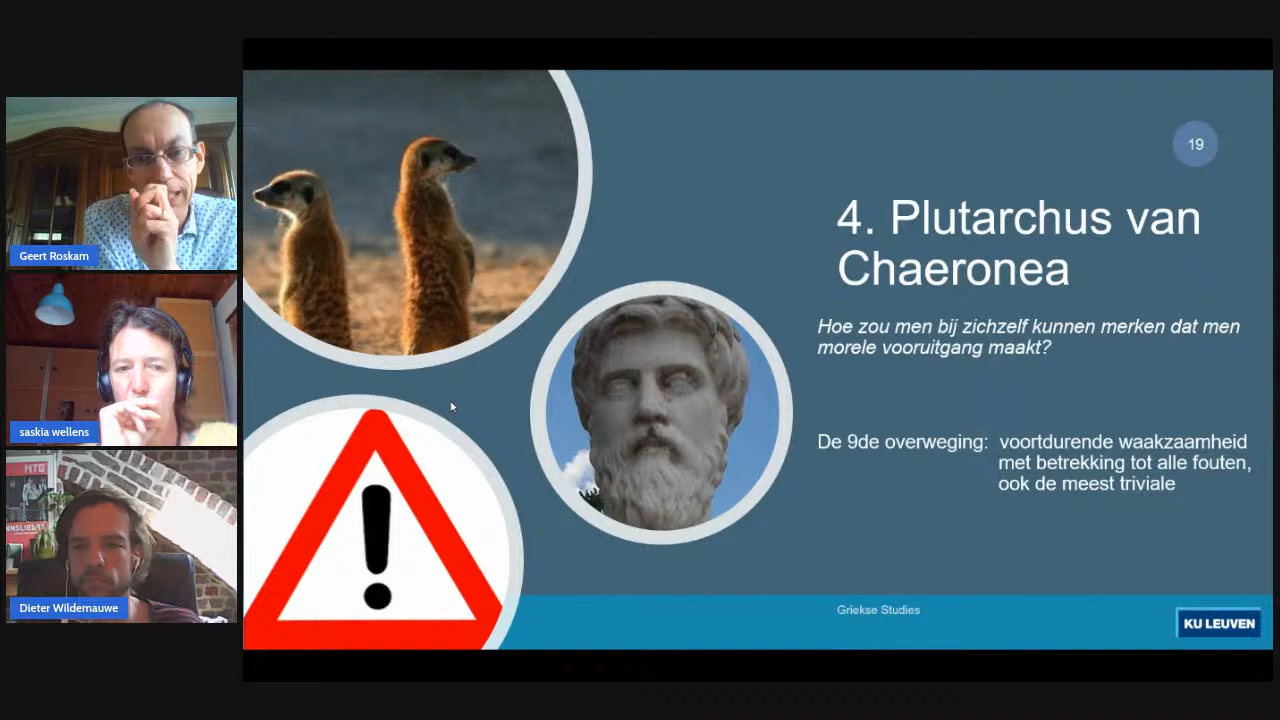 Geert Roskam
saskia wellens
MTG
NNSLIEDE
Dieter Wildemauwe
19
4. Plutarchus van
Chaeronea
Hoe zou men bij zichzelf kunnen merken dat men
morele vooruitgang maakt?
De 9de overweging: voortdurende waakzaamheid
met betrekking tot alle fouten,
ook de meest triviale
Griekse Studies
KU LEUVEN